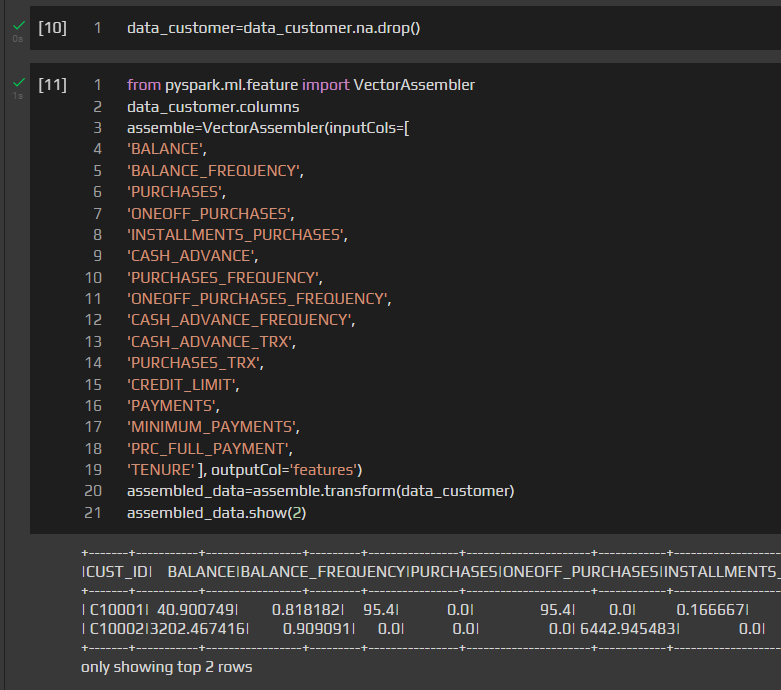 [10] 1 data_customer=data_customer.na.drop()
0s
[11] 1 from pyspark.ml.feature import VectorAssembler
1s
2 data_customer.columns
3 assemble=VectorAssembler(inputCols=[
4 'BALANCE',
5 'BALANCE_FREQUENCY',
6 'PURCHASES',
7 'ONEOFF_PURCHASES',
8 'INSTALLMENTS_PURCHASES',
9 'CASH_ADVANCE',
10 'PURCHASES_FREQUENCY',
11 'ONEOFF_PURCHASES_FREQUENCY',
12 'CASH_ADVANCE_FREQUENCY',
13 'CASH_ADVANCE_TRX',
14 'PURCHASES_TRX',
15 'CREDIT_LIMIT',
16 'PAYMENTS',
17 'MINIMUM_PAYMENTS',
18 'PRC_FULL_PAYMENT',
19 'TENURE' ], outputCol='features')
20 assembled_data=assemble.transform(data_customer)
21 assembled_data.show(2)
+-------+-----------+-----------------+---------+----------------+----------------------+------------+-------------------
|CUST_ID|    BALANCE|BALANCE_FREQUENCY|PURCHASES|ONEOFF_PURCHASES|INSTALLMENTS_
+-------+-----------+-----------------+---------+----------------+----------------------+------------+-------------------
| C10001|  40.900749|         0.818182|     95.4|             0.0|                  95.4|         0.0|           0.166667|
| C10002|3202.467416|         0.909091|      0.0|             0.0|                   0.0| 6442.945483|                0.0|
+-------+-----------+-----------------+---------+----------------+----------------------+------------+-------------------
only showing top 2 rows